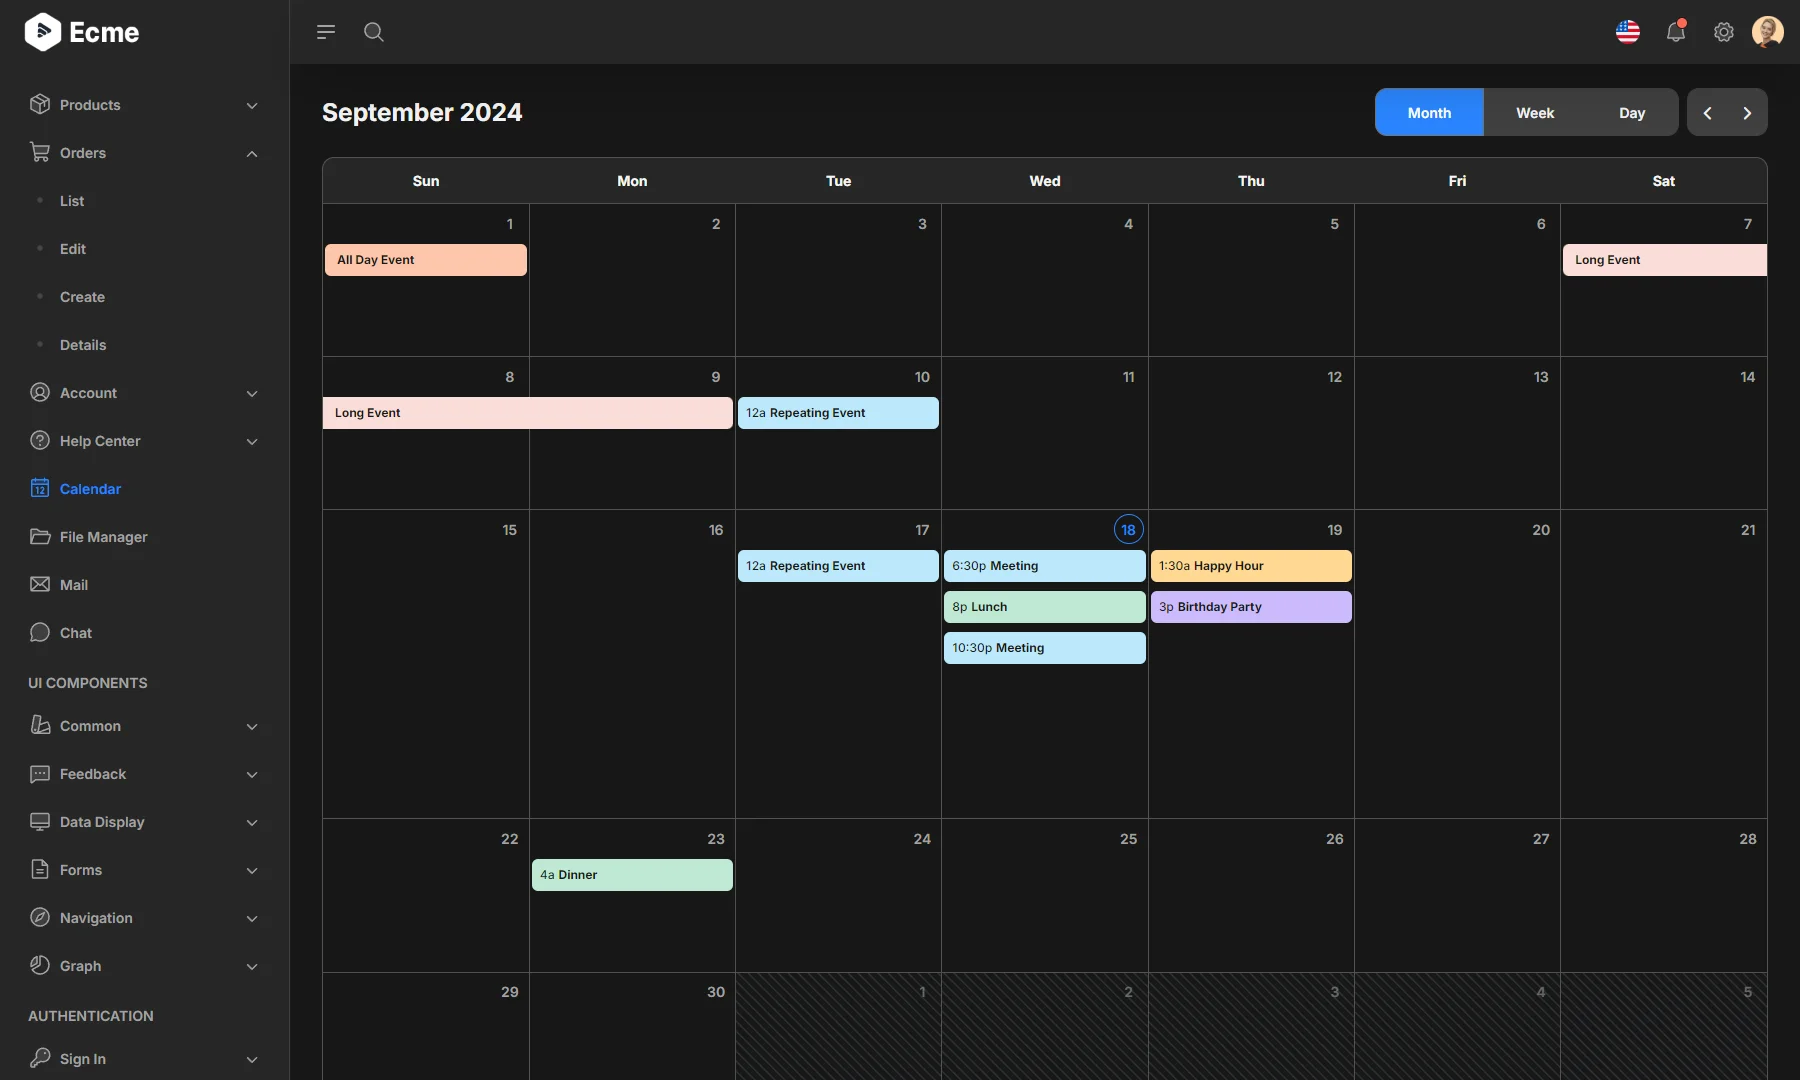 Ecme
Products
Orders
List
Edit
Create
Details
Account
Help Center
12
Calendar
File Manager
Mail
Chat
UI COMPONENTS
Common
Feedback
Data Display
Forms
Navigation
Graph
AUTHENTICATION
Sign In
September 2024
Month Week Day
Sun Mon Tue Wed Thu Fri Sat
1 2 3 4 5 6 7
All Day Event
Long Event
8 9 10 11 12 13 14
Long Event
12a Repeating Event
15 16 17 18 19 20 21
12a Repeating Event
6:30p Meeting
1:30a Happy Hour
8p Lunch
3p Birthday Party
10:30p Meeting
22 23 24 25 26 27 28
4a Dinner
29 30 1 2 3 4 5